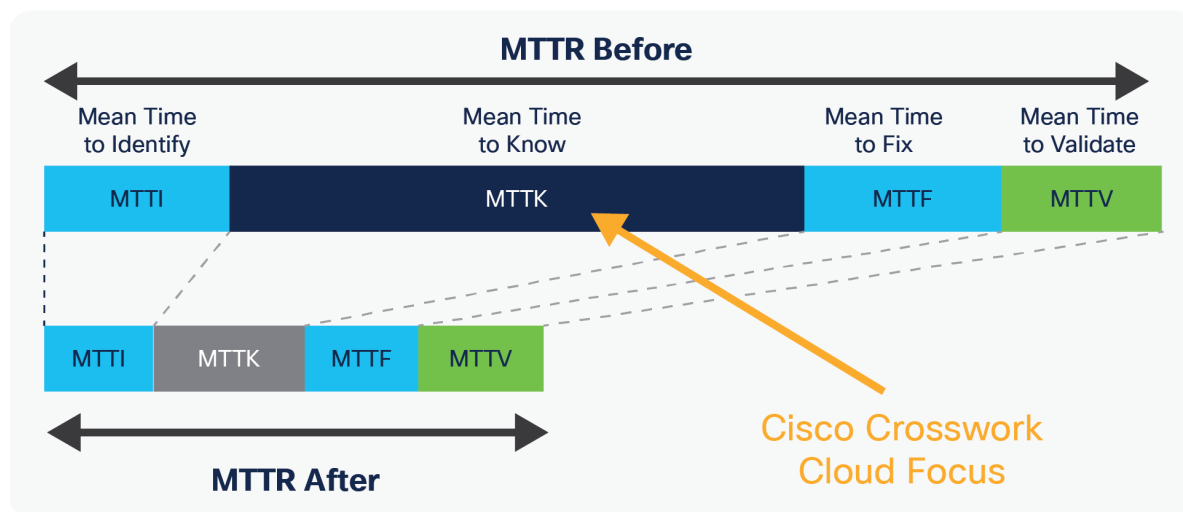 MTTR Before
Mean Time
to Identify
Mean Time
to Know
Mean Time
to Fix
Mean Time
to Validate
MTTI
MTTK
MTTF
MTTV
MTTI
MTTK
MTTF
MTTV
MTTR After
Cisco Crosswork
Cloud Focus